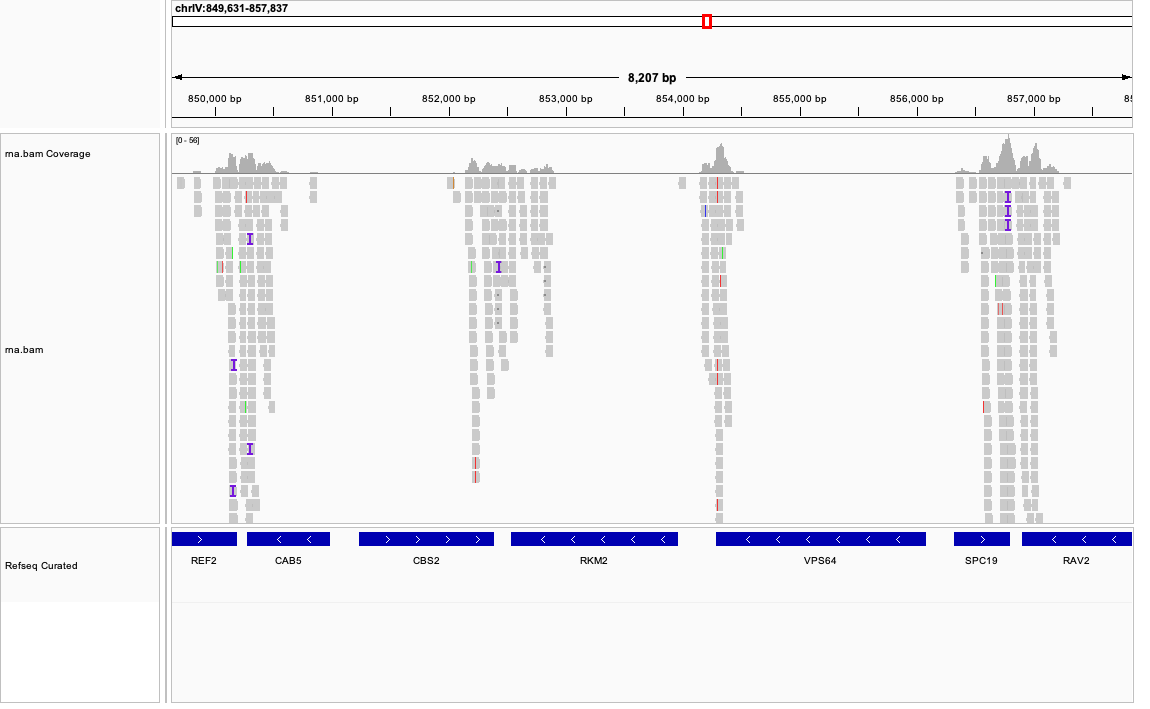 chrIV:849,631-857,837
8,207 bp
850,000 bp 851,000 bp 852,000 bp 853,000 bp 854,000 bp 855,000 bp 856,000 bp 857,000 bp 85
[0 - 56]
rna.bam Coverage
rna.bam
REF2 CAB5 CBS2 RKM2 VPS64 SPC19 RAV2
Refseq Curated